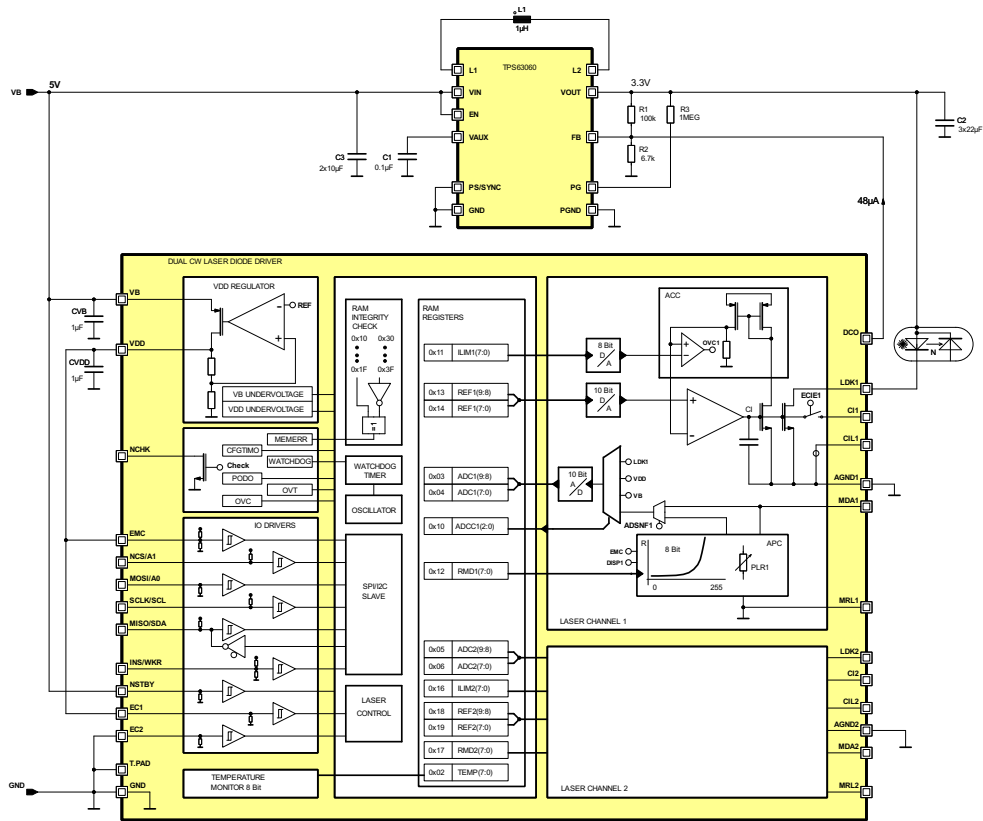 L1
1µH
TPS63060
L1
L2
VB
5V
VIN
VOUT
3.3V
EN
R1
100k
R3
1MEG
C2
3x22µF
VAUX
FB
C3
2x10µF
C1
0.1µF
R2
6.7k
PS/SYNC
PG
GND
PGND
48µA
DUAL CW LASER DIODE DRIVER
VB
CVB
1µF
VDD
CVDD
1µF
NCHK
EMC
NCS/A1
MOSI/A0
SCLK/SCL
MISO/SDA
INS/WKR
NSTBY
EC1
EC2
T.PAD
GND
GND
VDD REGULATOR
REF
VB UNDERVOLTAGE
VDD UNDERVOLTAGE
MEMERR
CFGTIMO
Check
WATCHDOG
PODO
OVT
OVC
IO DRIVERS
TEMPERATURE
MONITOR 8 Bit
RAM
INTEGRITY
CHECK
0x10 0x30
0x1F 0x3F
=1
WATCHDOG
TIMER
OSCILLATOR
SPI/I2C
SLAVE
LASER
CONTROL
RAM
REGISTERS
0x11 ILIM1(7:0)
0x13 REF1(9:8)
0x14 REF1(7:0)
0x03 ADC1(9:8)
0x04 ADC1(7:0)
0x10 ADCC1(2:0)
0x12 RMD1(7:0)
0x05 ADC2(9:8)
0x06 ADC2(7:0)
0x16 ILIM2(7:0)
0x18 REF2(9:8)
0x19 REF2(7:0)
0x17 RMD2(7:0)
0x02 TEMP(7:0)
ACC
8 Bit
D
A
OVC1
10 Bit
D
A
CI
ECIE1
10 Bit
A
D
LDK1
VDD
VB
ADSNF1
EMC
DISP1
R
8 Bit
0
255
APC
PLR1
LASER CHANNEL 1
LASER CHANNEL 2
DCO
N
LDK1
CI1
CIL1
AGND1
MDA1
MRL1
LDK2
CI2
CIL2
AGND2
MDA2
MRL2